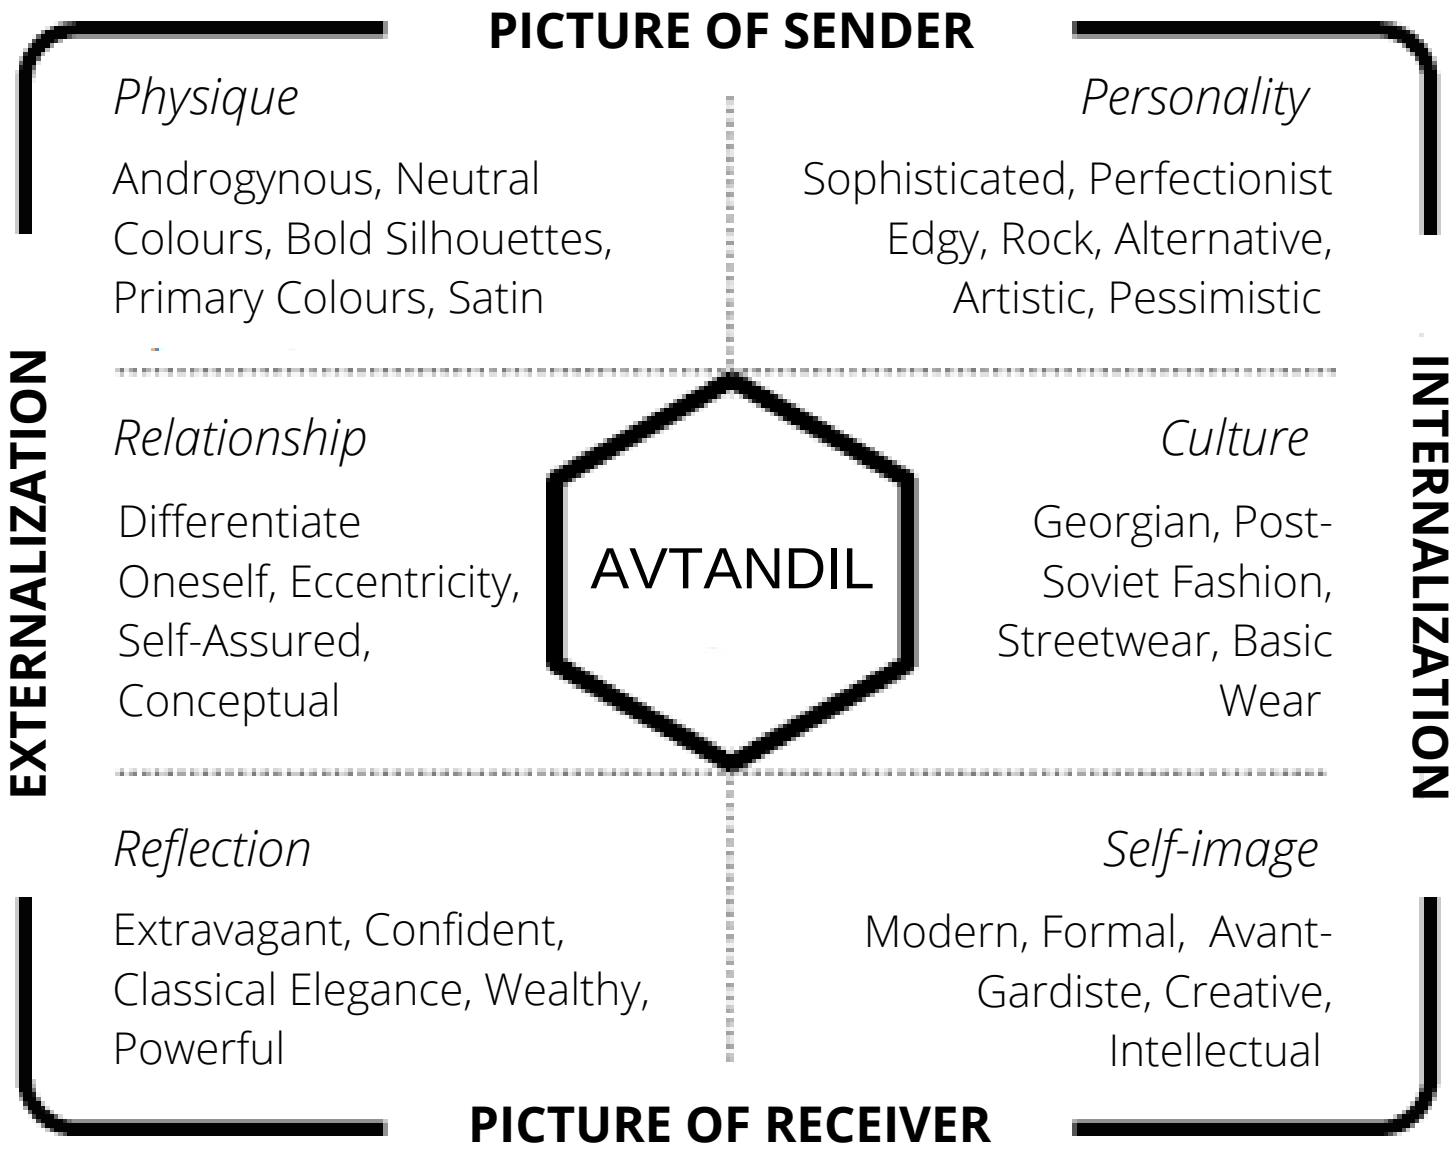 PICTURE OF SENDER
Physique
Androgynous, Neutral
Colours, Bold Silhouettes,
Primary Colours, Satin
Personality
Sophisticated, Perfectionist
Edgy, Rock, Alternative,
Artistic, Pessimistic
EXTERNALIZATION
Relationship
Differentiate
Oneself, Eccentricity,
Self-Assured,
Conceptual
AVTANDIL
Culture
Georgian, Post-
Soviet Fashion,
Streetwear, Basic
Wear
INTERNALIZATION
Reflection
Extravagant, Confident,
Classical Elegance, Wealthy,
Powerful
Self-image
Modern, Formal,  Avant-
Gardiste, Creative,
Intellectual
PICTURE OF RECEIVER